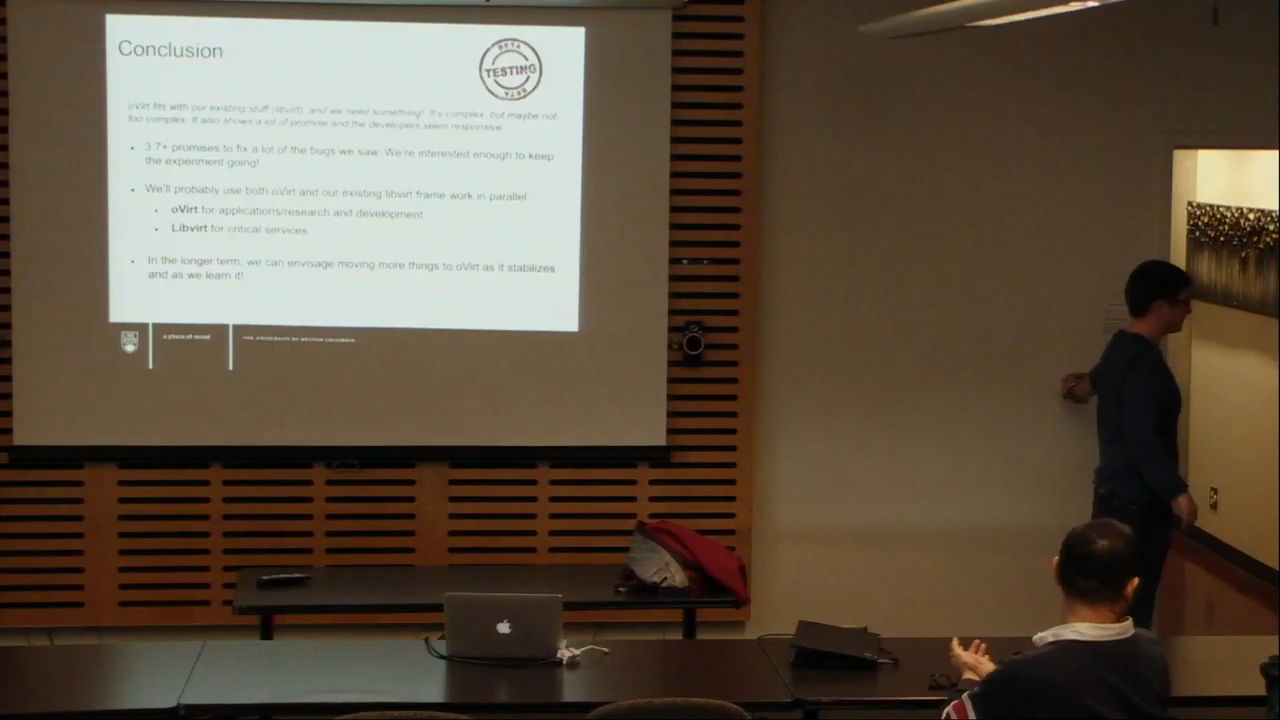 Conclusion
BETA
TESTING
BETA
oVirt fits with our existing stuff (libvirt), and we need something! It's complex, but maybe not
too complex. It also shows a lot of promise and the developers seem responsive.
• 3.7+ promises to fix a lot of the bugs we saw. We're interested enough to keep
the experiment going!
• We'll probably use both oVirt and our existing libvirt frame work in parallel
• oVirt for applications/research and development
• Libvirt for critical services
• In the longer term, we can envisage moving more things to oVirt as it stabilizes
and as we learn it!
a place of mind
THE UNIVERSITY OF BRITISH COLUMBIA